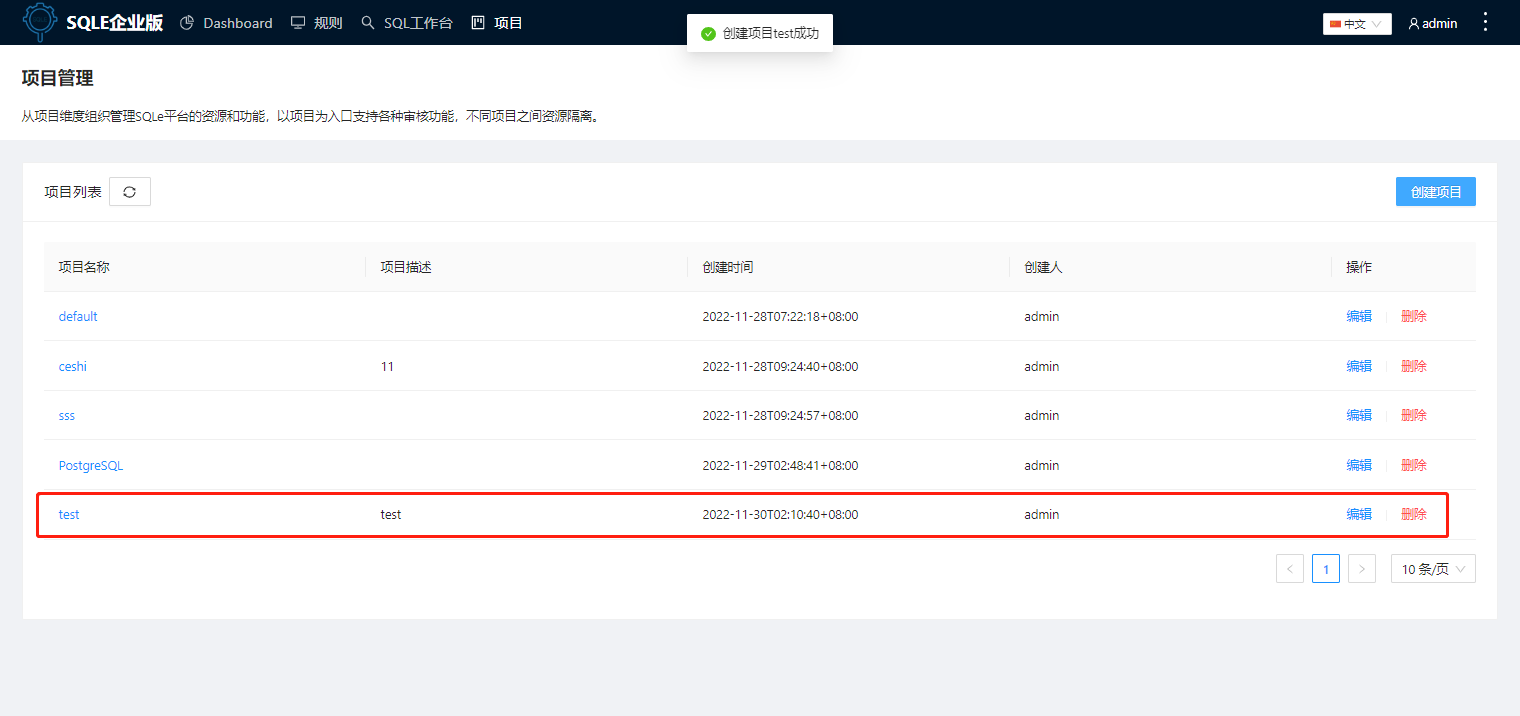 SQLE企业版 Dashboard 规则 SQL工作台 项目 创建项目test成功 中文 admin
项目管理
从项目维度组织管理SQLe平台的资源和功能，以项目为入口支持各种审核功能，不同项目之间资源隔离。
项目列表 创建项目
项目名称 项目描述 创建时间 创建人 操作
default 2022-11-28T07:22:18+08:00 admin 编辑 删除
ceshi 11 2022-11-28T09:24:40+08:00 admin 编辑 删除
sss 2022-11-28T09:24:57+08:00 admin 编辑 删除
PostgreSQL 2022-11-29T02:48:41+08:00 admin 编辑 删除
test test 2022-11-30T02:10:40+08:00 admin 编辑 删除
< 1 > 10 条/页